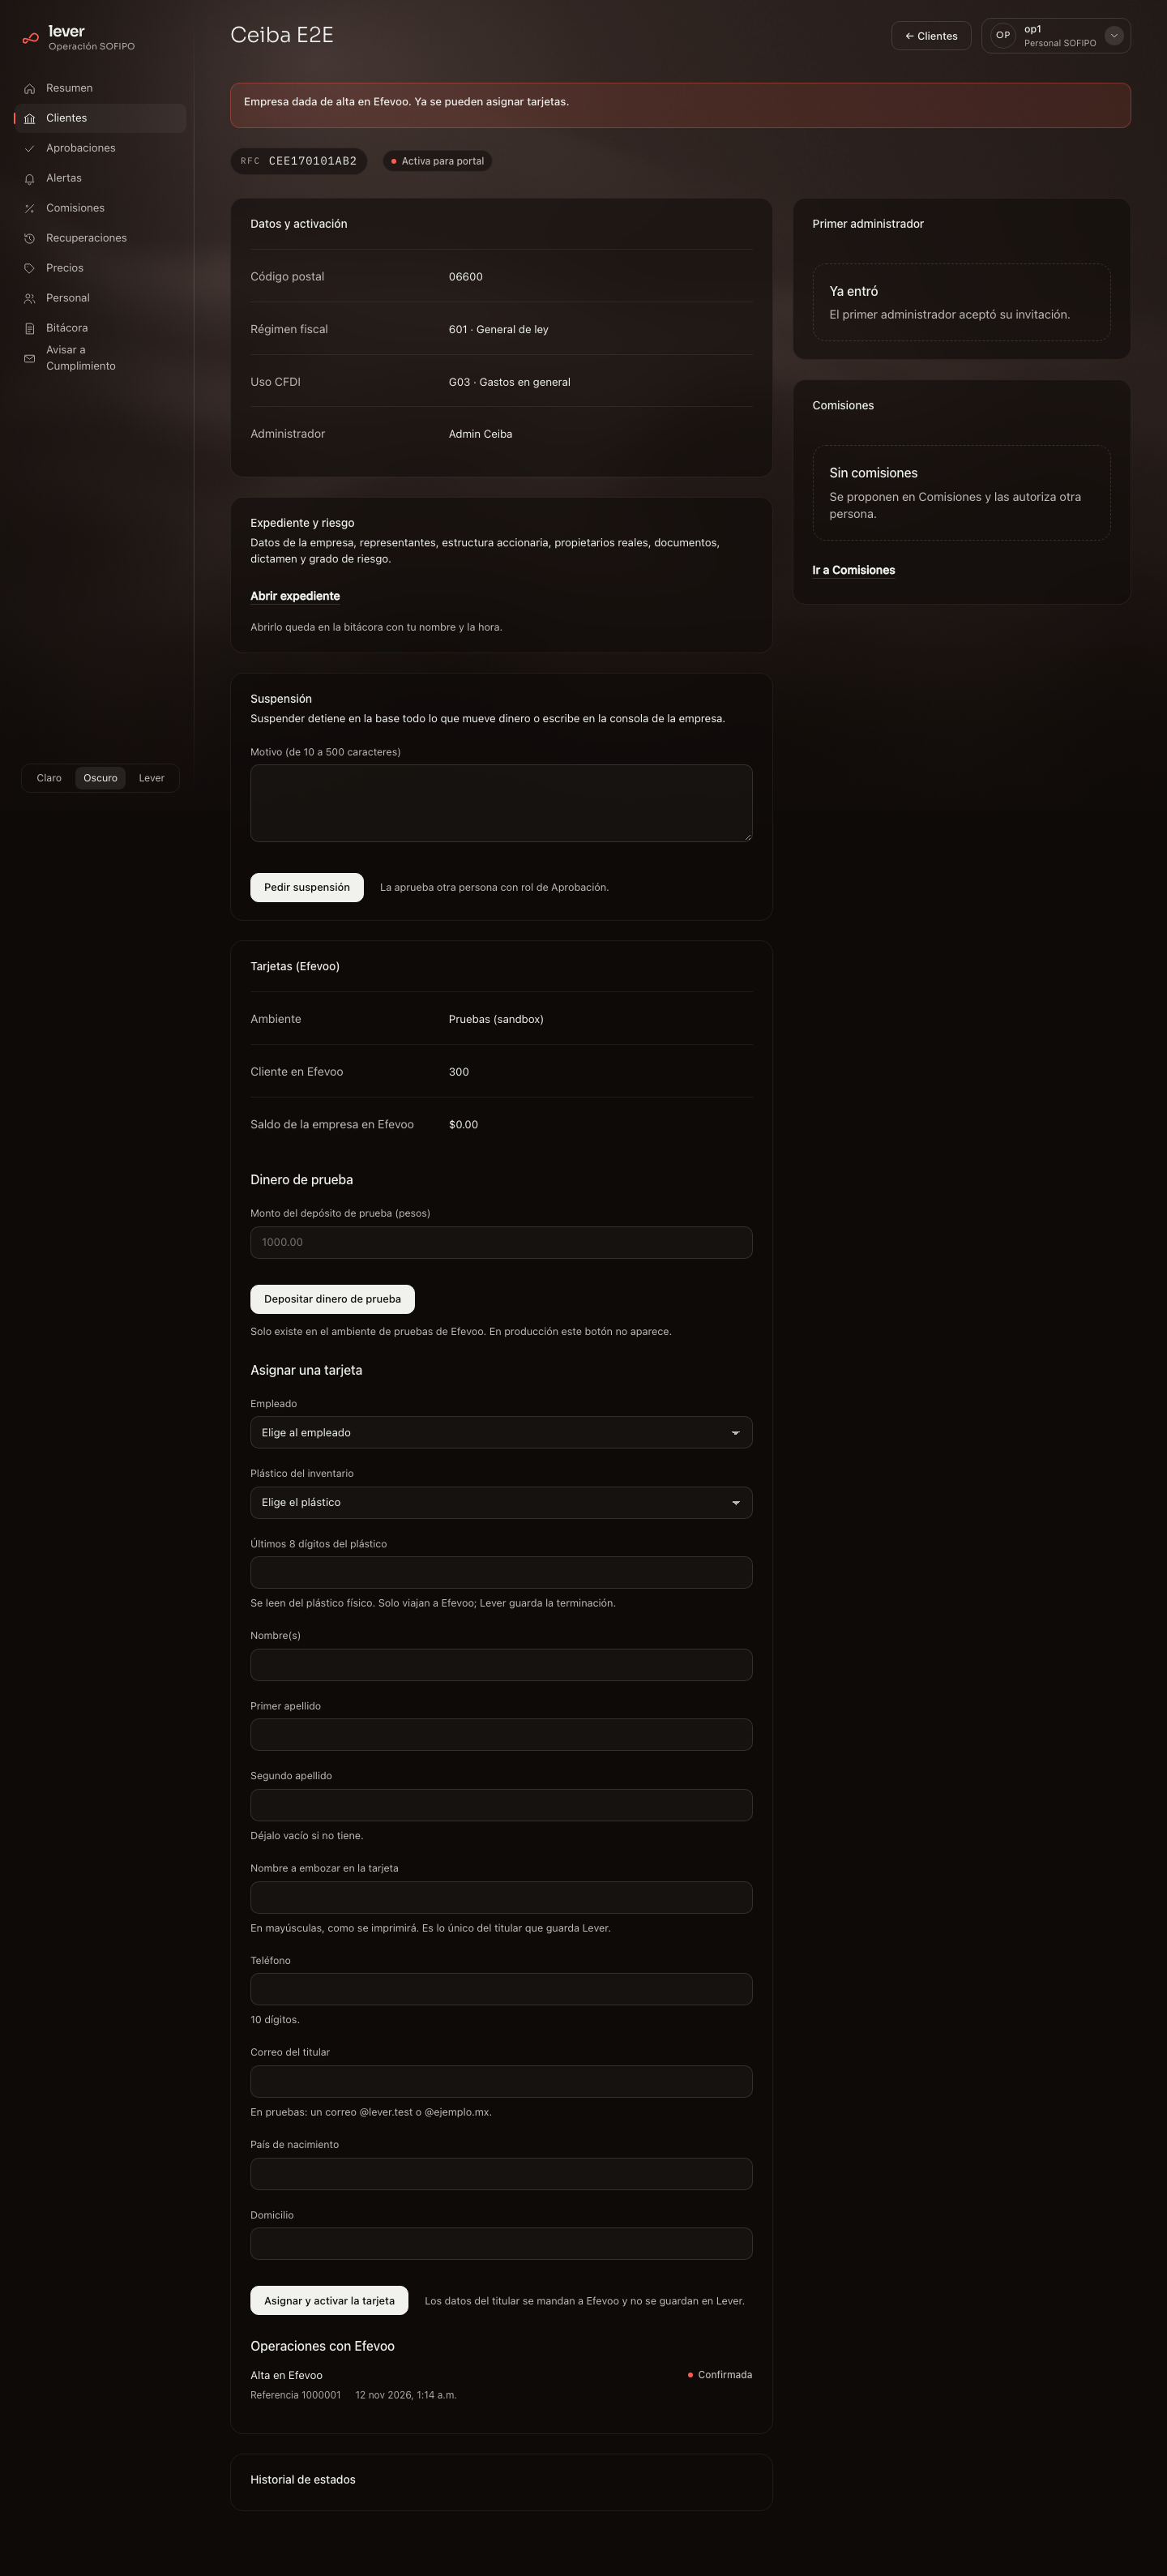 lever
Operación SOFIPO
Resumen
Clientes
Aprobaciones
Alertas
Comisiones
Recuperaciones
Precios
Personal
Bitácora
Avisar a
Cumplimiento
Claro
Oscuro
Lever
Ceiba E2E
← Clientes
OP
op1
Personal SOFIPO
Empresa dada de alta en Efevoo. Ya se pueden asignar tarjetas.
RFC CEE170101AB2
Activa para portal
Datos y activación
Código postal 06600
Régimen fiscal 601 · General de ley
Uso CFDI G03 · Gastos en general
Administrador Admin Ceiba
Expediente y riesgo
Datos de la empresa, representantes, estructura accionaria, propietarios reales, documentos,
dictamen y grado de riesgo.
Abrir expediente
Abrirlo queda en la bitácora con tu nombre y la hora.
Suspensión
Suspender detiene en la base todo lo que mueve dinero o escribe en la consola de la empresa.
Motivo (de 10 a 500 caracteres)
Pedir suspensión
La aprueba otra persona con rol de Aprobación.
Tarjetas (Efevoo)
Ambiente Pruebas (sandbox)
Cliente en Efevoo 300
Saldo de la empresa en Efevoo $0.00
Dinero de prueba
Monto del depósito de prueba (pesos)
1000.00
Depositar dinero de prueba
Solo existe en el ambiente de pruebas de Efevoo. En producción este botón no aparece.
Asignar una tarjeta
Empleado
Elige al empleado
Plástico del inventario
Elige el plástico
Últimos 8 dígitos del plástico
Se leen del plástico físico. Solo viajan a Efevoo; Lever guarda la terminación.
Nombre(s)
Primer apellido
Segundo apellido
Déjalo vacío si no tiene.
Nombre a embozar en la tarjeta
En mayúsculas, como se imprimirá. Es lo único del titular que guarda Lever.
Teléfono
10 dígitos.
Correo del titular
En pruebas: un correo @lever.test o @ejemplo.mx.
País de nacimiento
Domicilio
Asignar y activar la tarjeta
Los datos del titular se mandan a Efevoo y no se guardan en Lever.
Operaciones con Efevoo
Alta en Efevoo
Confirmada
Referencia 1000001 12 nov 2026, 1:14 a.m.
Historial de estados
Primer administrador
Ya entró
El primer administrador aceptó su invitación.
Comisiones
Sin comisiones
Se proponen en Comisiones y las autoriza otra
persona.
Ir a Comisiones